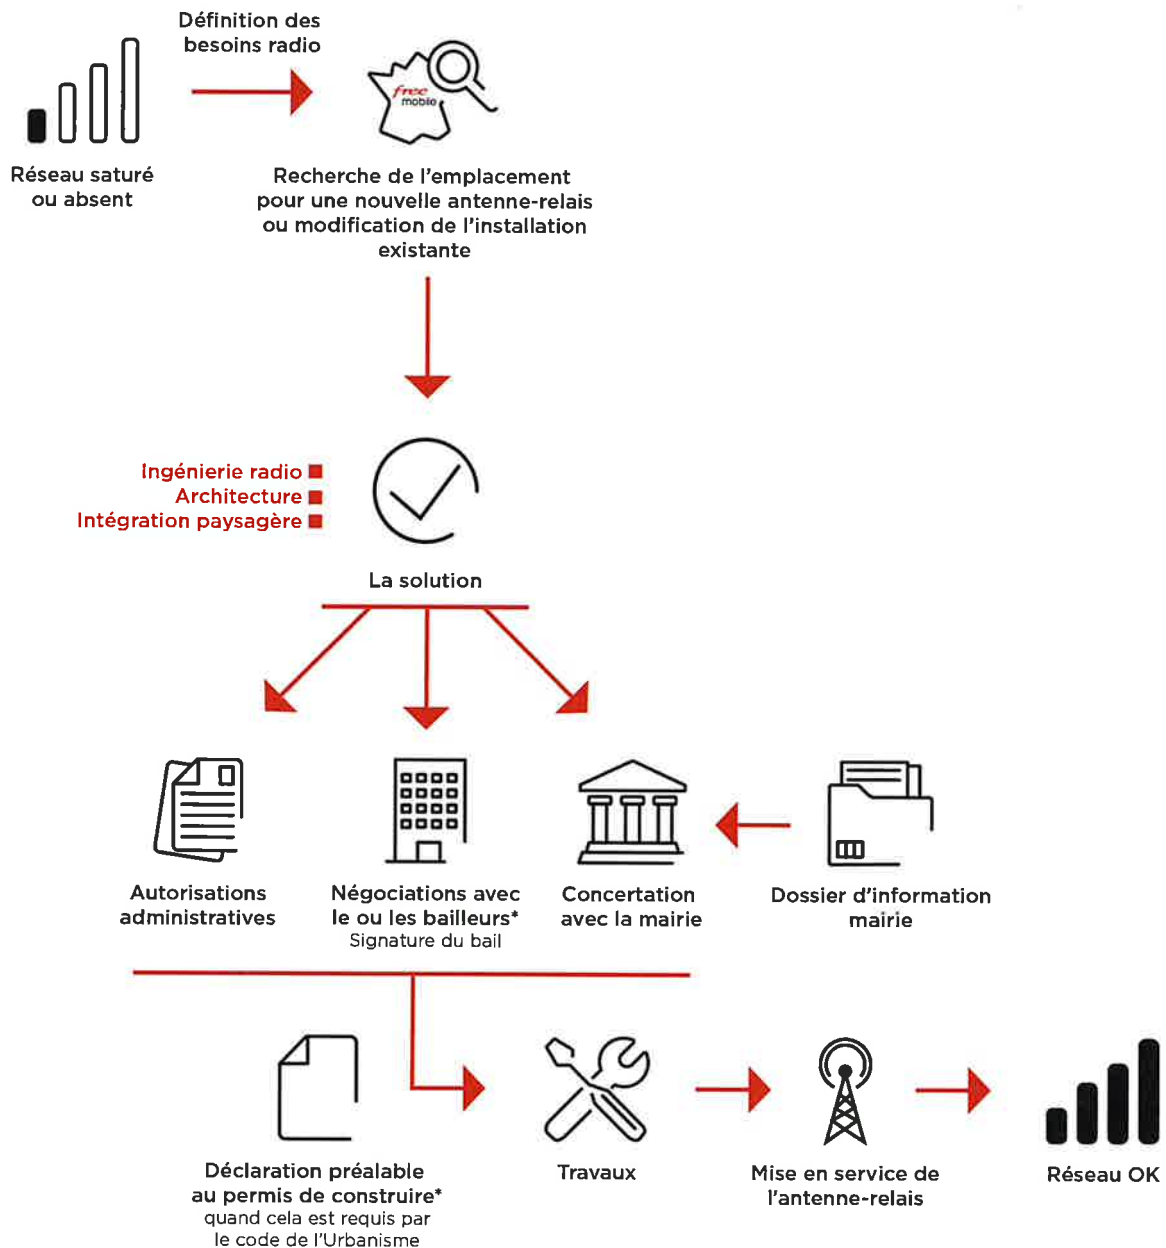 Définition des
besoins radio
free
mobile
Réseau saturé
ou absent
Recherche de l'emplacement
pour une nouvelle antenne-relais
ou modification de l'installation
existante
Ingénierie radio
Architecture
Intégration paysagère
La solution
Autorisations
administratives
Négociations avec
le ou les bailleurs*
Signature du bail
Concertation
avec la mairie
Dossier d'information
mairie
Déclaration préalable
au permis de construire*
quand cela est requis par
le code de l'Urbanisme
Travaux
Mise en service de
l'antenne-relais
Réseau OK